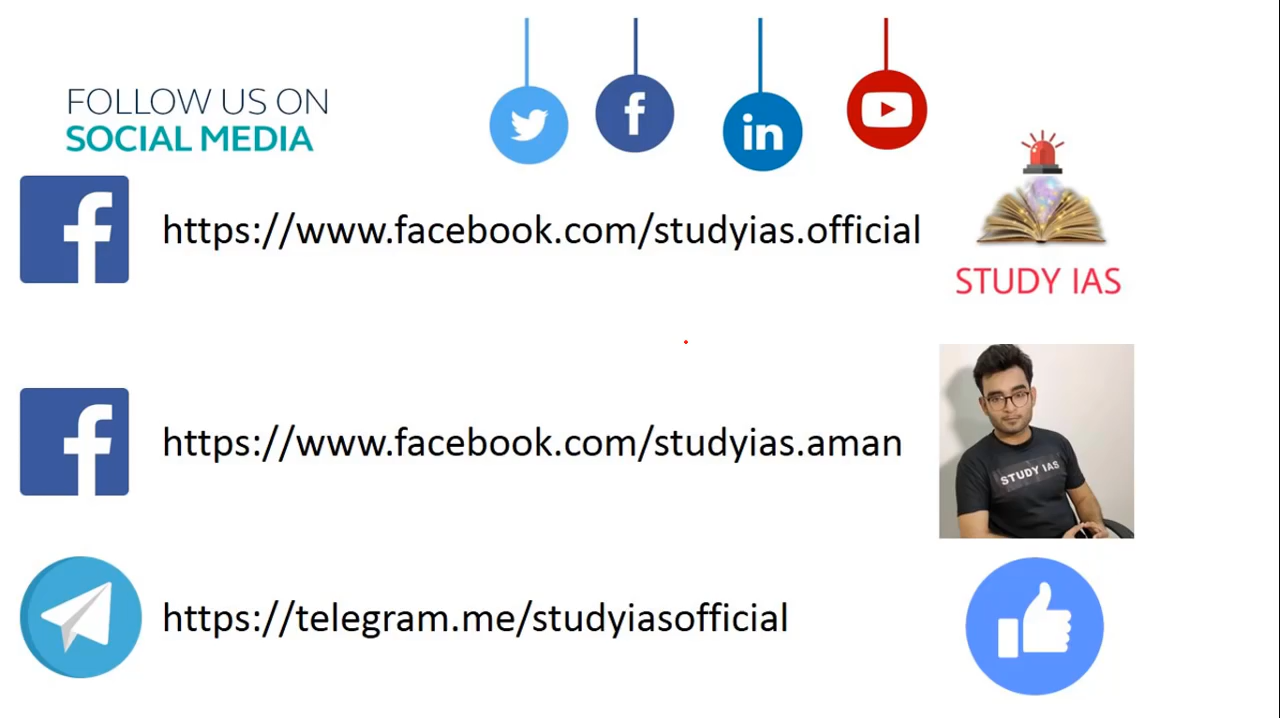 FOLLOW US ON
SOCIAL MEDIA
https://www.facebook.com/studyias.official
STUDY IAS
https://www.facebook.com/studyias.aman
STUDY IAS
https://telegram.me/studyiasofficial